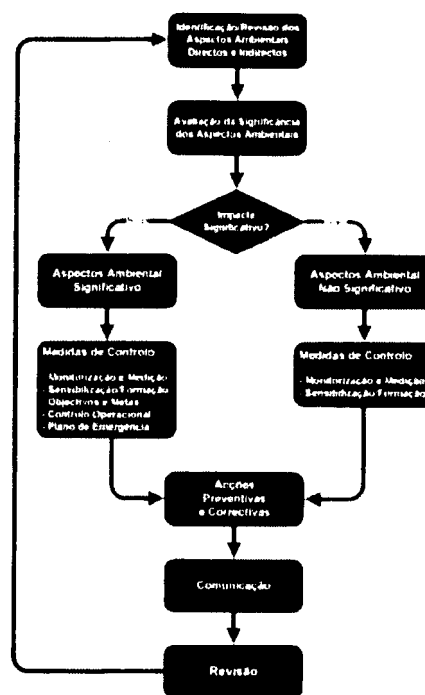 Identificação/Revisão dos
Aspectos Ambientais
Directos e Indirectos
Avaliação da Significância
dos Aspectos Ambientais
Impacte
Significativo?
Aspectos Ambiental
Significativo
Aspectos Ambiental
Não Significativo
Medidas de Controlo
- Monitorização e Medição
- Sensibilização/Formação
Objectivos e Metas
- Controlo Operacional
- Plano de Emergência
Medidas de Controlo
- Monitorização e Medição
- Sensibilização/Formação
Acções
Preventivas
e Correctivas
Comunicação
Revisão